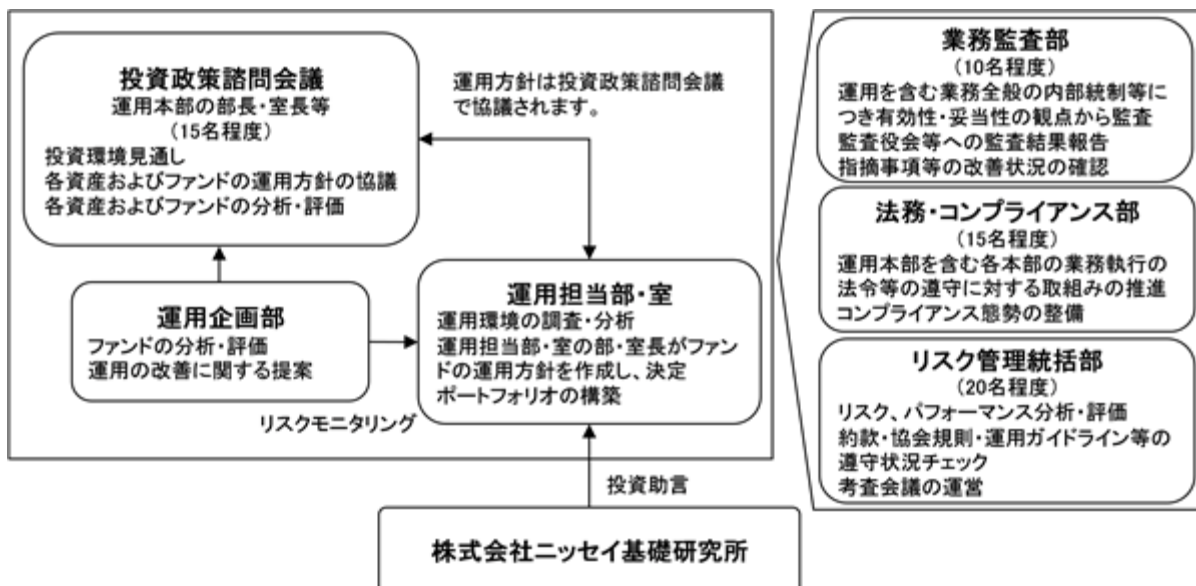 投資政策諮問会議
運用本部の部長・室長等
(15名程度)
投資環境見通し
各資産およびファンドの運用方針の協議
各資産およびファンドの分析・評価
運用方針は投資政策諮問会議
で協議されます。
運用企画部
ファンドの分析・評価
運用の改善に関する提案
リスクモニタリング
運用担当部・室
運用環境の調査・分析
運用担当部・室の部・室長がファン
ドの運用方針を作成し、決定
ポートフォリオの構築
投資助言
株式会社ニッセイ基礎研究所
業務監査部
(10名程度)
運用を含む業務全般の内部統制等に
つき有効性・妥当性の観点から監査
監査役会等への監査結果報告
指摘事項等の改善状況の確認
法務・コンプライアンス部
(15名程度)
運用本部を含む各本部の業務執行の
法令等の遵守に対する取組みの推進
コンプライアンス態勢の整備
リスク管理統括部
(20名程度)
リスク、パフォーマンス分析・評価
約款・協会規則・運用ガイドライン等の
遵守状況チェック
考査会議の運営